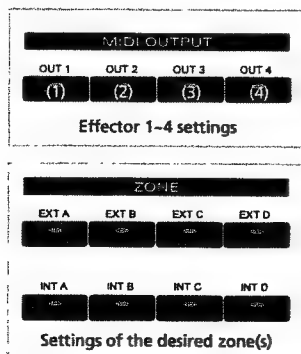 MIDI OUTPUT
OUT 1 OUT 2 OUT 3 OUT 4
(1) (2) (3) (4)
Effector 1~4 settings
ZONE
EXT A EXT B EXT C EXT D
INT A INT B INT C INT D
Settings of the desired zone(s)